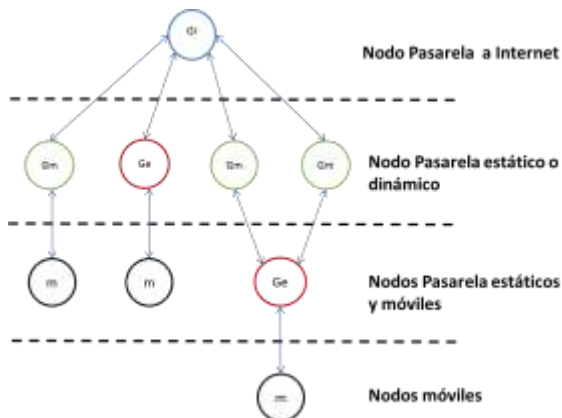 GI
Nodo Pasarela a Internet
Gm
Ge
Gm
Gm
Nodo Pasarela estático o
dinámico
m
m
Ge
Nodos Pasarela estáticos
y móviles
m
Nodos móviles